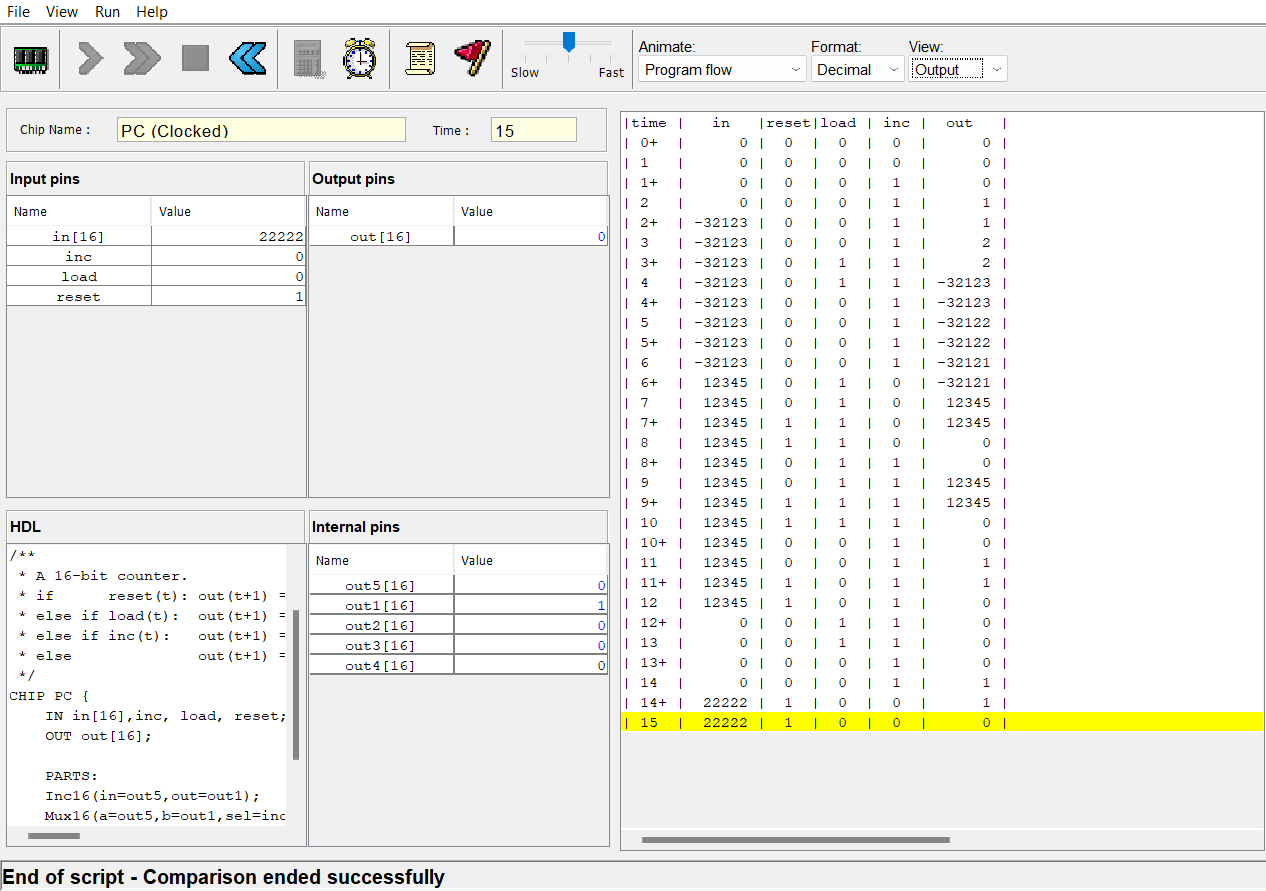 File View Run Help
Animate: Format: View:
Slow Fast Program flow Decimal Output
Chip Name : PC (Clocked) Time : 15
Input pins
Name Value
in[16] 22222
inc 0
load 0
reset 1
Output pins
Name Value
out[16] 0
HDL
/**
* A 16-bit counter.
* if reset(t): out(t+1) =
* else if load(t): out(t+1) =
* else if inc(t): out(t+1) =
* else out(t+1) =
*/
CHIP PC {
IN in[16],inc, load, reset;
OUT out[16];
PARTS:
Inc16(in=out5,out=out1);
Mux16(a=out5,b=out1,sel=inc
Internal pins
Name Value
out5[16] 0
out1[16] 1
out2[16] 0
out3[16] 0
out4[16] 0
|time | in |reset|load | inc | out |
| 0+ | 0 | 0 | 0 | 0 | 0 |
| 1 | 0 | 0 | 0 | 0 | 0 |
| 1+ | 0 | 0 | 0 | 1 | 0 |
| 2 | 0 | 0 | 0 | 1 | 1 |
| 2+ | -32123 | 0 | 0 | 1 | 1 |
| 3 | -32123 | 0 | 0 | 1 | 2 |
| 3+ | -32123 | 0 | 1 | 1 | 2 |
| 4 | -32123 | 0 | 1 | 1 | -32123 |
| 4+ | -32123 | 0 | 0 | 1 | -32123 |
| 5 | -32123 | 0 | 0 | 1 | -32122 |
| 5+ | -32123 | 0 | 0 | 1 | -32122 |
| 6 | -32123 | 0 | 0 | 1 | -32121 |
| 6+ | 12345 | 0 | 1 | 0 | -32121 |
| 7 | 12345 | 0 | 1 | 0 | 12345 |
| 7+ | 12345 | 1 | 1 | 0 | 12345 |
| 8 | 12345 | 1 | 1 | 0 | 0 |
| 8+ | 12345 | 0 | 1 | 1 | 0 |
| 9 | 12345 | 0 | 1 | 1 | 12345 |
| 9+ | 12345 | 1 | 1 | 1 | 12345 |
| 10 | 12345 | 1 | 1 | 1 | 0 |
| 10+ | 12345 | 0 | 0 | 1 | 0 |
| 11 | 12345 | 0 | 0 | 1 | 1 |
| 11+ | 12345 | 1 | 0 | 1 | 1 |
| 12 | 12345 | 1 | 0 | 1 | 0 |
| 12+ | 0 | 0 | 1 | 1 | 0 |
| 13 | 0 | 0 | 1 | 1 | 0 |
| 13+ | 0 | 0 | 0 | 1 | 0 |
| 14 | 0 | 0 | 0 | 1 | 1 |
| 14+ | 22222 | 1 | 0 | 0 | 1 |
| 15 | 22222 | 1 | 0 | 0 | 0 |
End of script - Comparison ended successfully